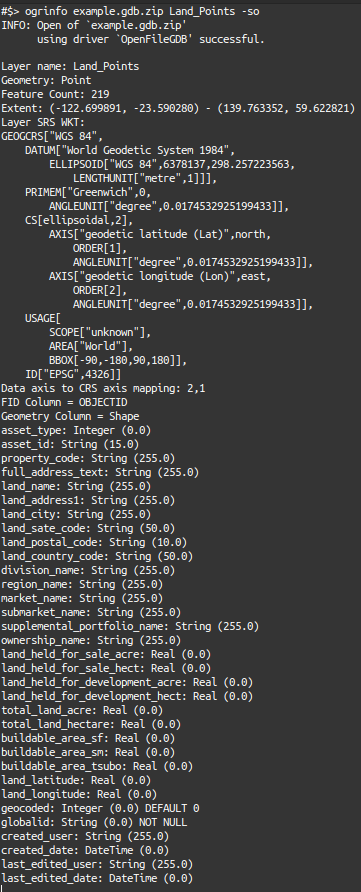 #$> ogrinfo example.gdb.zip Land_Points -so
INFO: Open of `example.gdb.zip'
      using driver `OpenFileGDB' successful.

Layer name: Land_Points
Geometry: Point
Feature Count: 219
Extent: (-122.699891, -23.590280) - (139.763352, 59.622821)
Layer SRS WKT:
GEOGCRS["WGS 84",
    DATUM["World Geodetic System 1984",
        ELLIPSOID["WGS 84",6378137,298.257223563,
            LENGTHUNIT["metre",1]]],
    PRIMEM["Greenwich",0,
        ANGLEUNIT["degree",0.0174532925199433]],
    CS[ellipsoidal,2],
        AXIS["geodetic latitude (Lat)",north,
            ORDER[1],
            ANGLEUNIT["degree",0.0174532925199433]],
        AXIS["geodetic longitude (Lon)",east,
            ORDER[2],
            ANGLEUNIT["degree",0.0174532925199433]],
    USAGE[
        SCOPE["unknown"],
        AREA["World"],
        BBOX[-90,-180,90,180]],
    ID["EPSG",4326]]
Data axis to CRS axis mapping: 2,1
FID Column = OBJECTID
Geometry Column = Shape
asset_type: Integer (0.0)
asset_id: String (15.0)
property_code: String (255.0)
full_address_text: String (255.0)
land_name: String (255.0)
land_address1: String (255.0)
land_city: String (255.0)
land_sate_code: String (50.0)
land_postal_code: String (10.0)
land_country_code: String (50.0)
division_name: String (255.0)
region_name: String (255.0)
market_name: String (255.0)
submarket_name: String (255.0)
supplemental_portfolio_name: String (255.0)
ownership_name: String (255.0)
land_held_for_sale_acre: Real (0.0)
land_held_for_sale_hect: Real (0.0)
land_held_for_development_acre: Real (0.0)
land_held_for_development_hect: Real (0.0)
total_land_acre: Real (0.0)
total_land_hectare: Real (0.0)
buildable_area_sf: Real (0.0)
buildable_area_sm: Real (0.0)
buildable_area_tsubo: Real (0.0)
land_latitude: Real (0.0)
land_longitude: Real (0.0)
geocoded: Integer (0.0) DEFAULT 0
globalid: String (0.0) NOT NULL
created_user: String (255.0)
created_date: DateTime (0.0)
last_edited_user: String (255.0)
last_edited_date: DateTime (0.0)